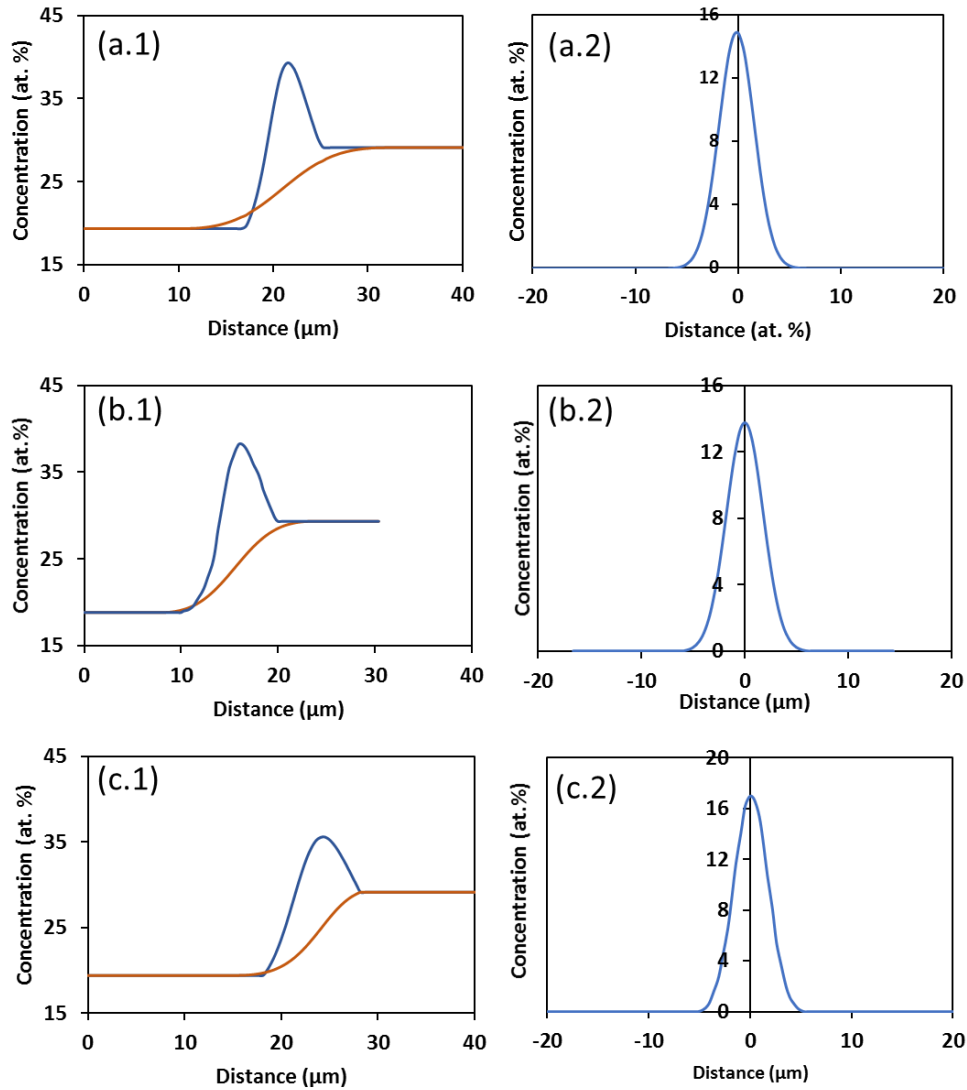 (a.1)
Concentration (at. %)
45
35
25
15
0 10 20 30 40
Distance (µm)
(a.2)
Concentration (at. %)
16
12
8
4
0
-20 -10 0 10 20
Distance (at. %)
(b.1)
Concentration (at.%)
45
35
25
15
0 10 20 30 40
Distance (µm)
(b.2)
Concentration (at.%)
16
12
8
4
0
-20 -10 0 10 20
Distance (µm)
(c.1)
Concentration (at. %)
45
35
25
15
0 10 20 30 40
Distance (µm)
(c.2)
Concentration (at.%)
20
16
12
8
4
0
-20 -10 0 10 20
Distance (µm)